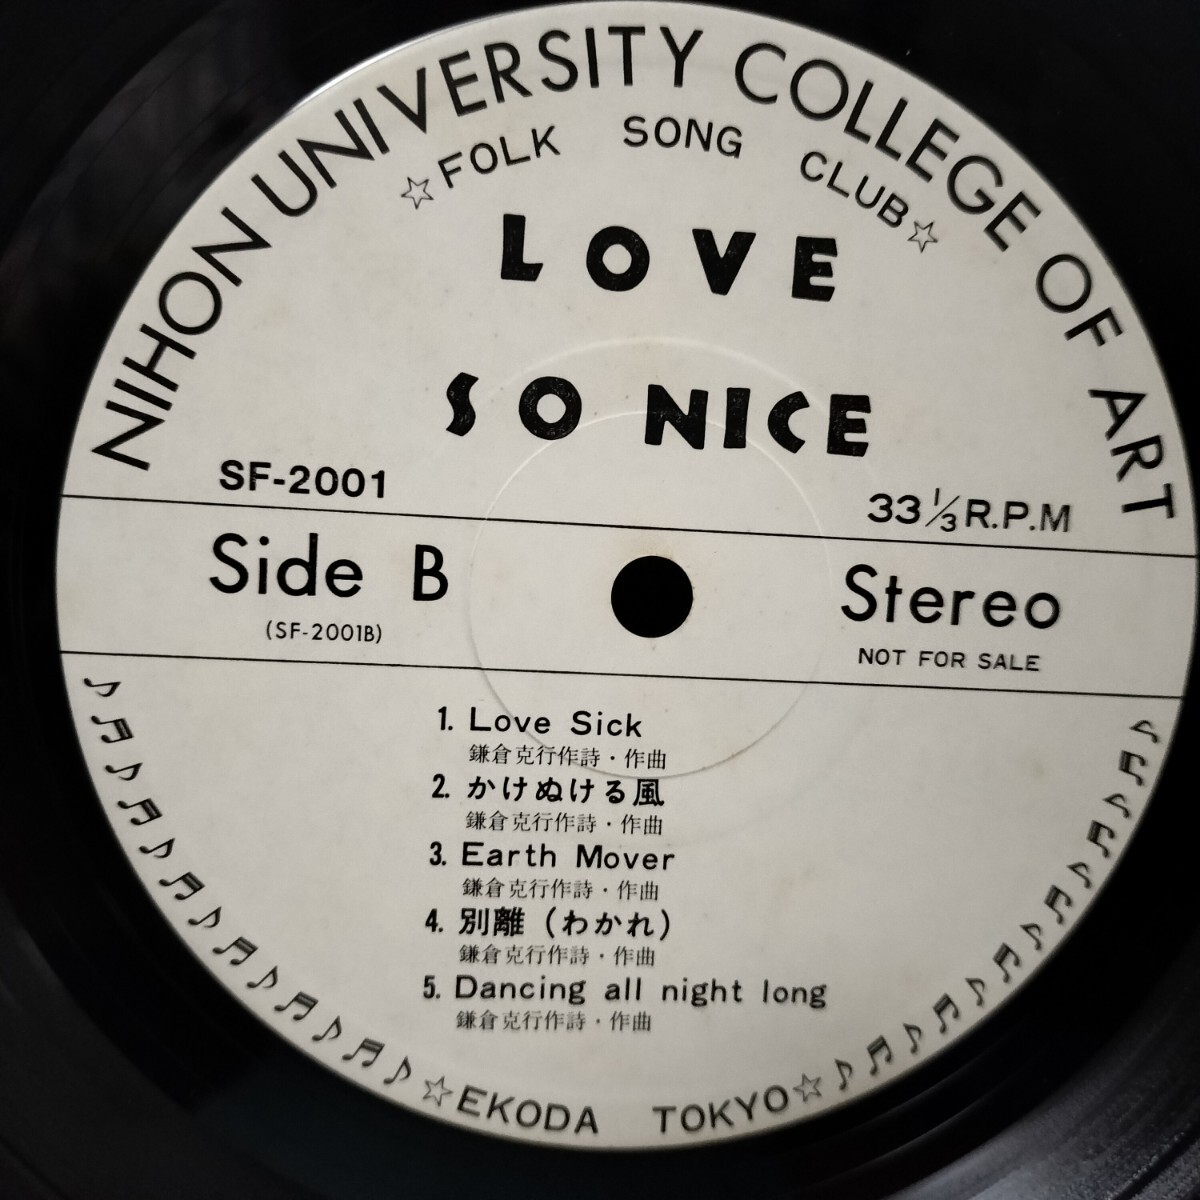 NIHON UNIVERSITY COLLEGE OF ART
☆FOLK SONG CLUB☆
LOVE
SO NICE
SF-2001
33 1/3 R.P.M
Side B
Stereo
(SF-2001B)
NOT FOR SALE
1. Love Sick
鎌倉克行作詩・作曲
2. かけぬける風
鎌倉克行作詩・作曲
3. Earth Mover
鎌倉克行作詩・作曲
4. 別離（わかれ）
鎌倉克行作詩・作曲
5. Dancing all night long
鎌倉克行作詩・作曲
☆EKODA TOKYO☆